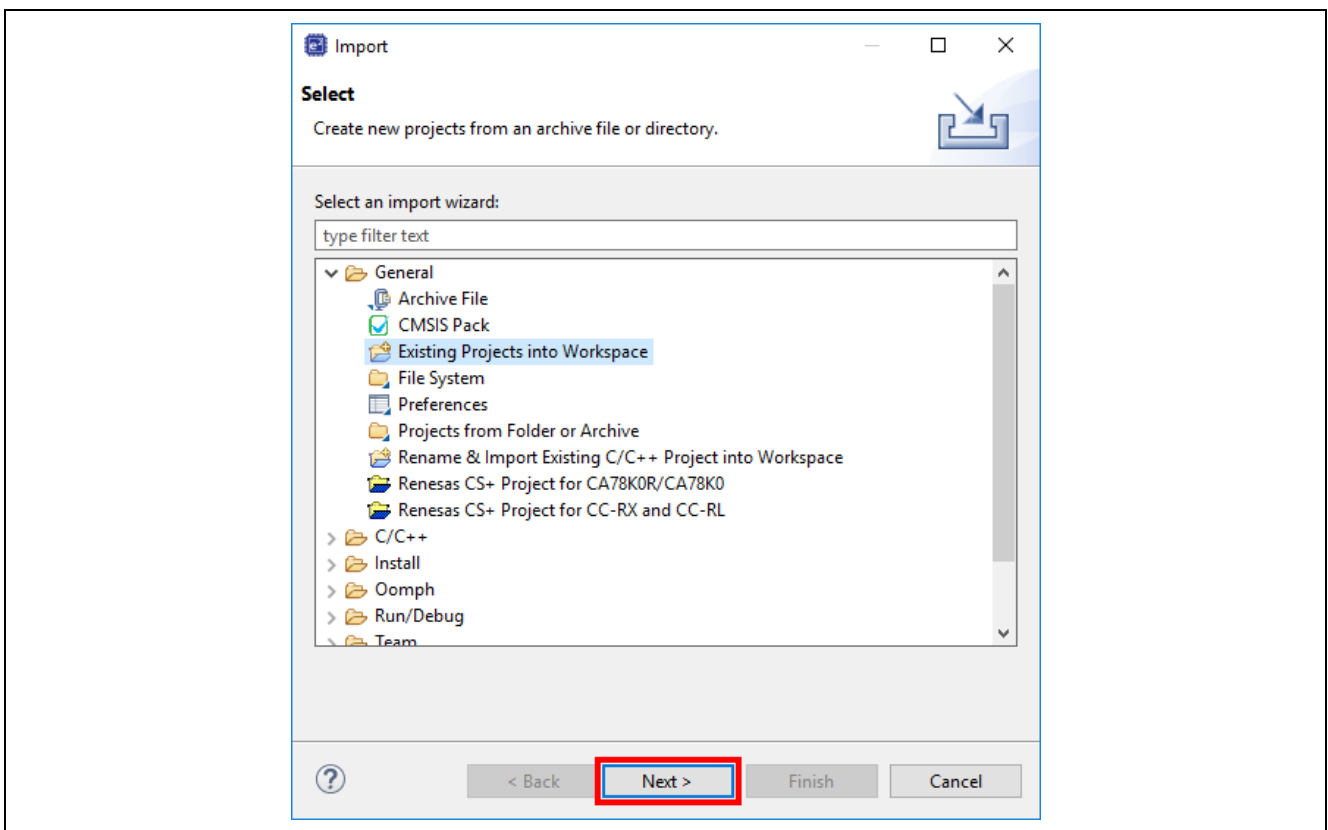 Import
Select
Create new projects from an archive file or directory.
Select an import wizard:
type filter text
General
Archive File
CMSIS Pack
Existing Projects into Workspace
File System
Preferences
Projects from Folder or Archive
Rename & Import Existing C/C++ Project into Workspace
Renesas CS+ Project for CA78K0R/CA78K0
Renesas CS+ Project for CC-RX and CC-RL
C/C++
Install
Oomph
Run/Debug
Team
? < Back Next > Finish Cancel